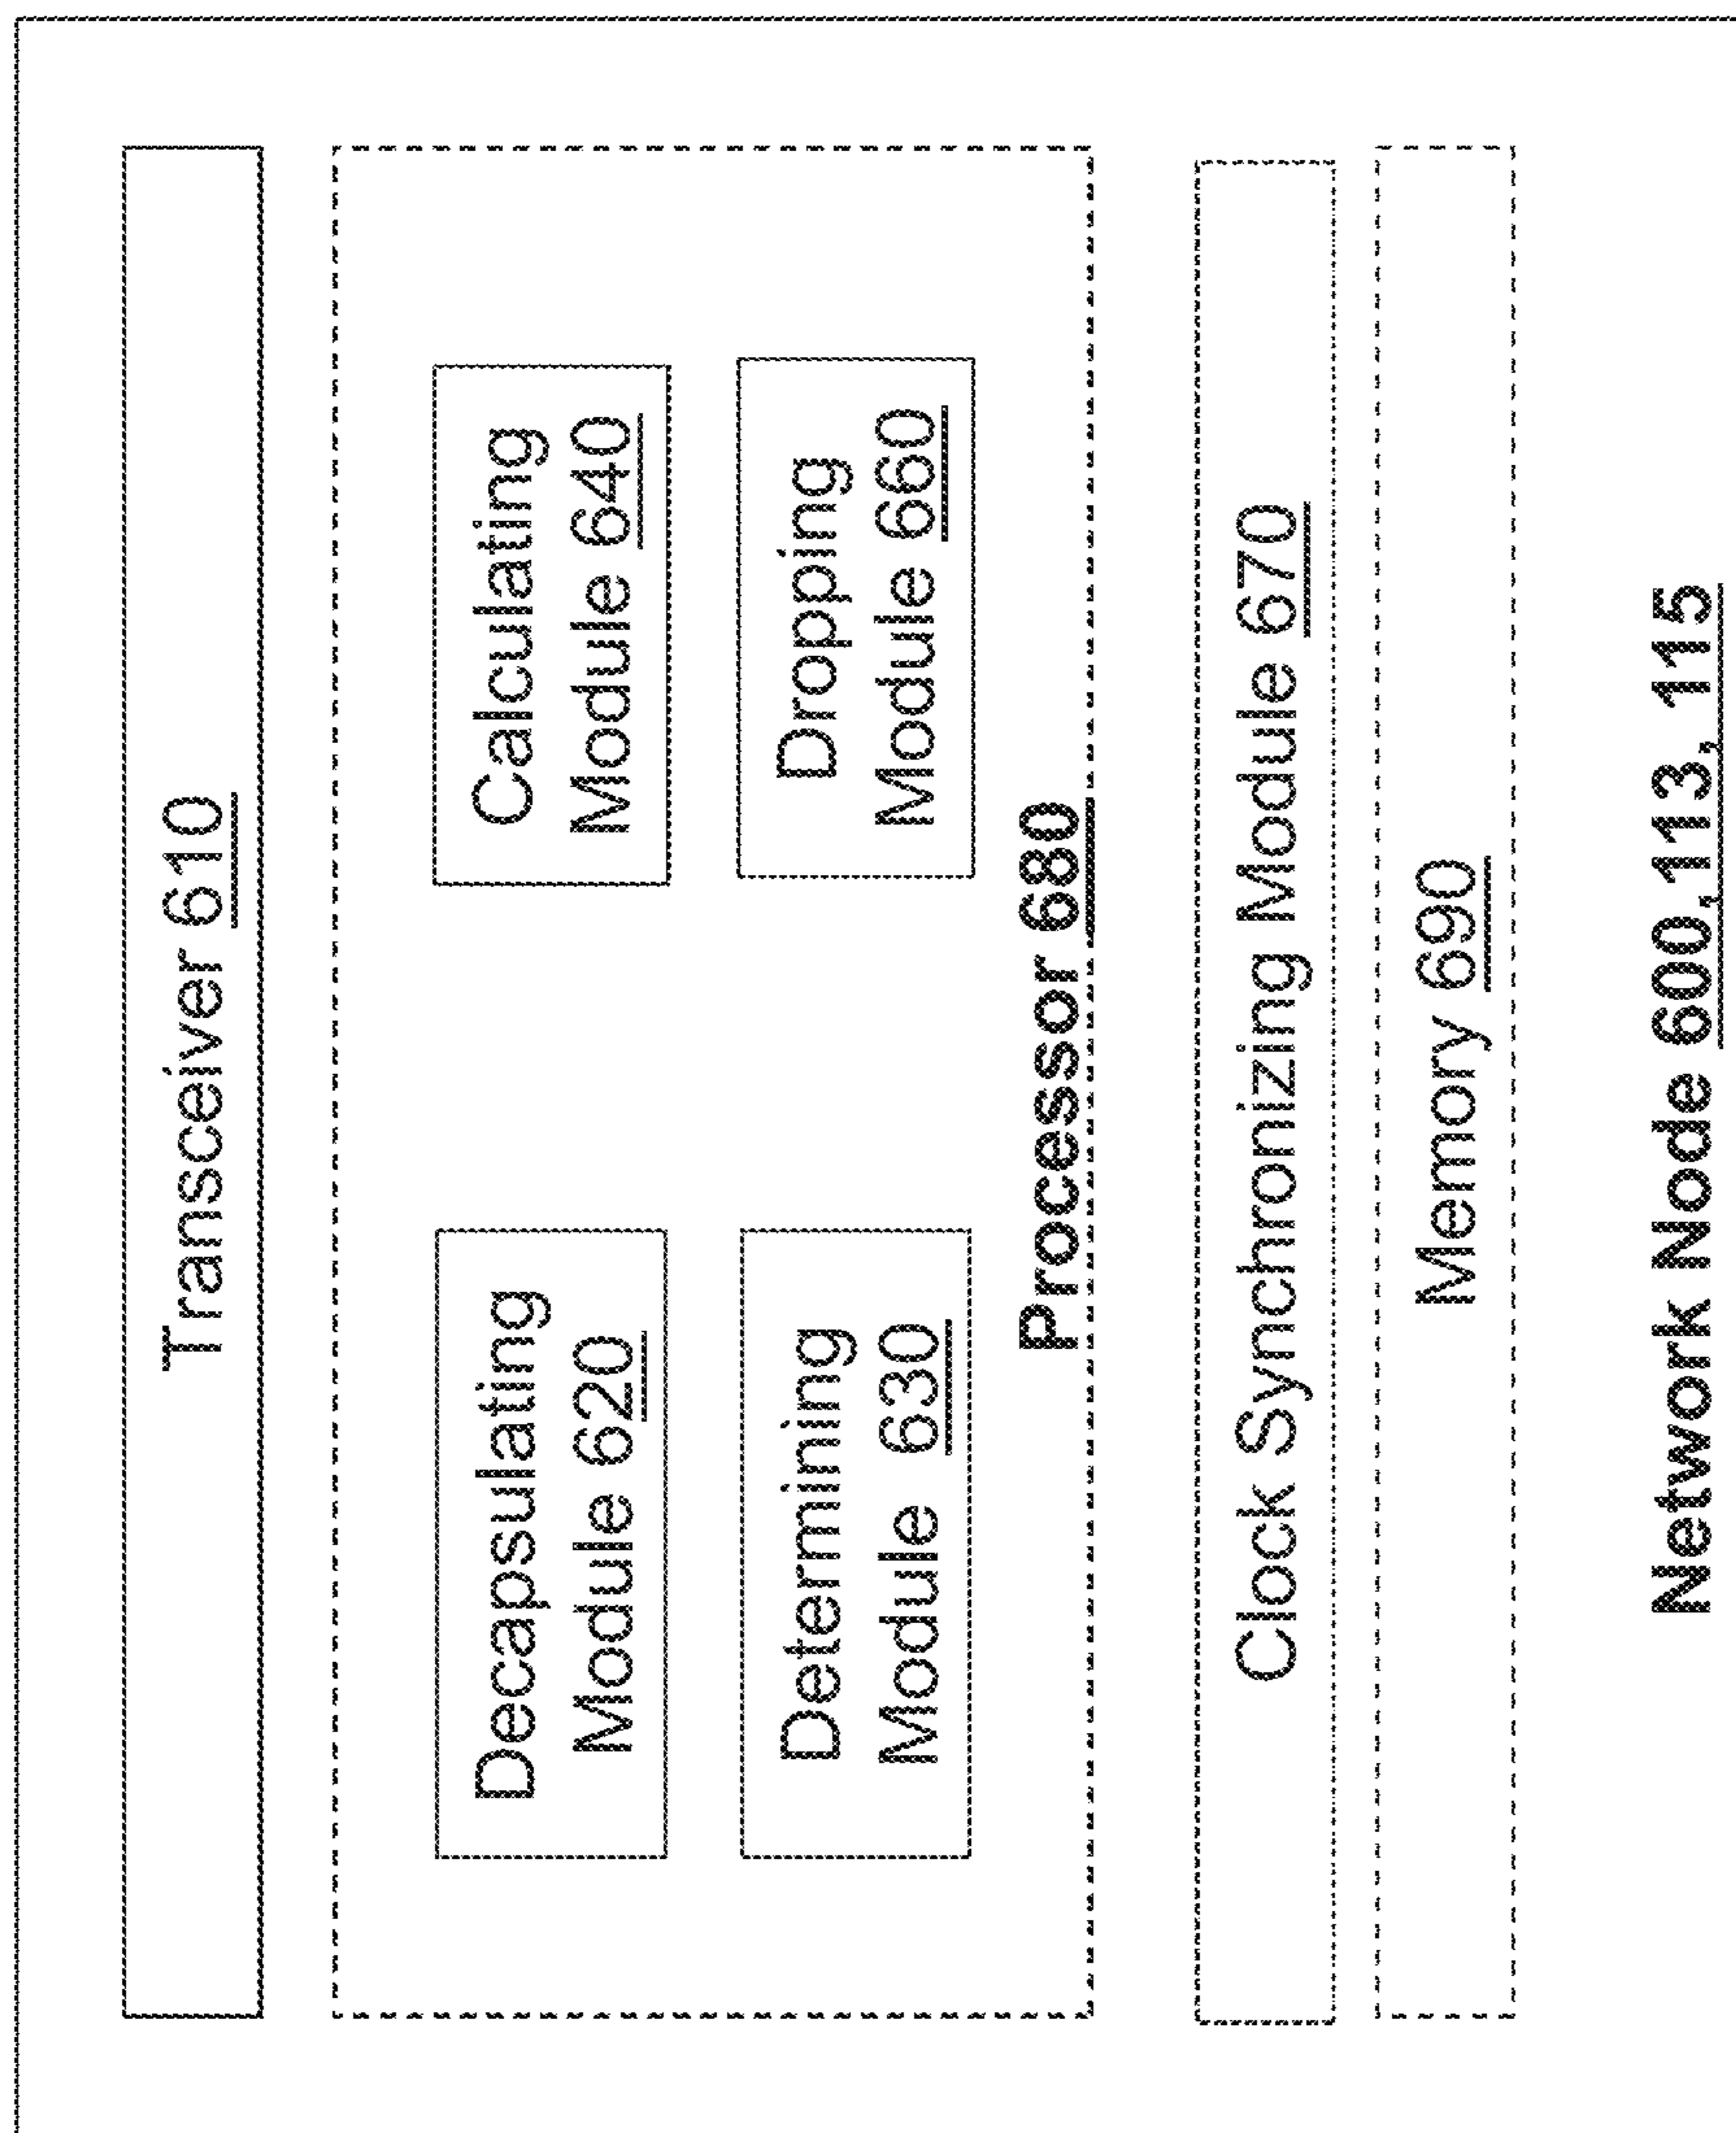 Transceiver 610
Decapsulating
Module 620
Calculating
Module 640
Determining
Module 630
Dropping
Module 660
Processor 680
Clock Synchronizing Module 670
Memory 690
Network Node 600,113, 115